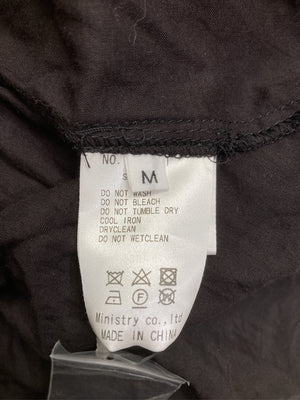 NO.
S M
DO NOT WASH
DO NOT BLEACH
DO NOT TUMBLE DRY
COOL IRON
DRYCLEAN
DO NOT WETCLEAN
F W
Ministry co., ltd
MADE IN CHINA